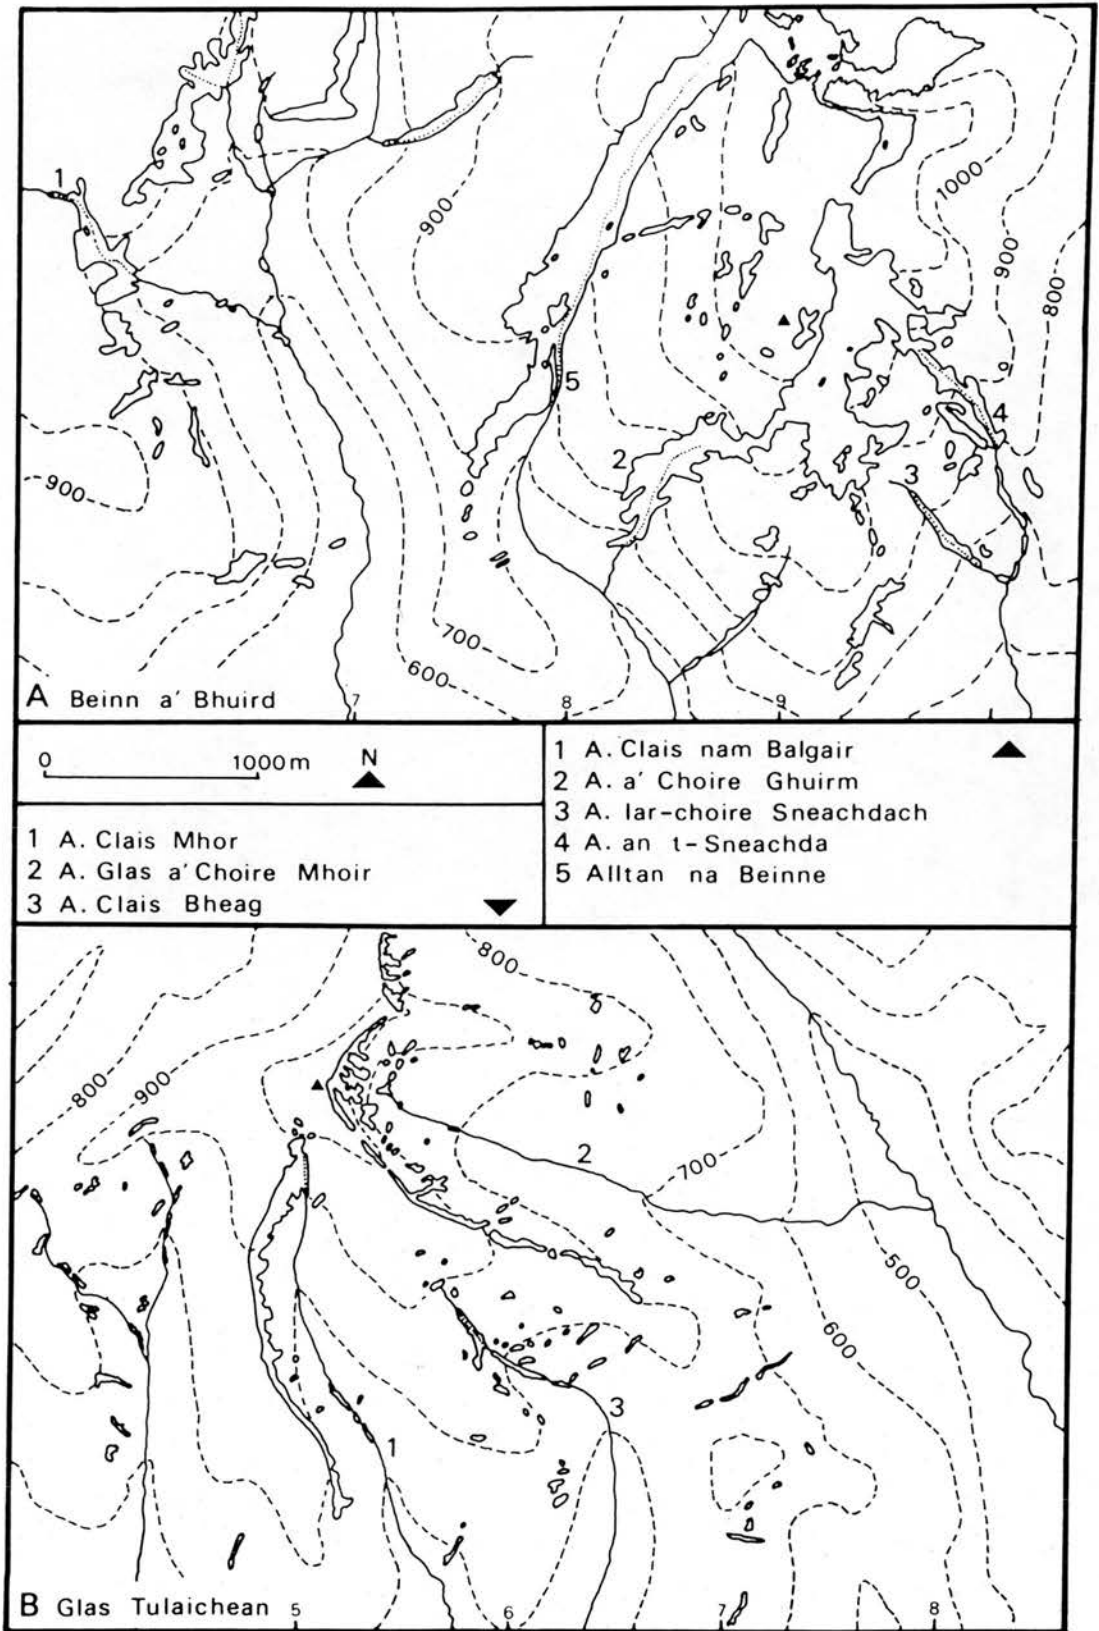 1
900
1000
900
800
5
4
2
3
900
700
600
A Beinn a' Bhuird
7
8
9
0 1000m N
1 A. Clais nam Balgair
2 A. a' Choire Ghuirm
3 A. Iar-choire Sneachdach
4 A. an t-Sneachda
5 Alltan na Beinne
1 A. Clais Mhor
2 A. Glas a' Choire Mhoir
3 A. Clais Bheag
800
800
900
2
700
500
600
3
1
B Glas Tulaichean
5
6
7
8